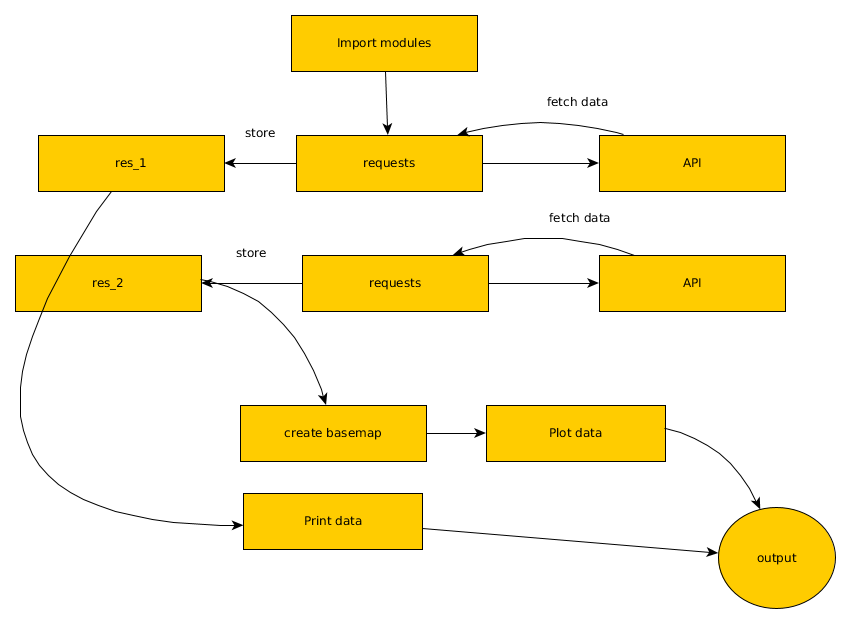 Import modules
fetch data
store
res_1
requests
API
fetch data
store
res_2
requests
API
create basemap
Plot data
Print data
output